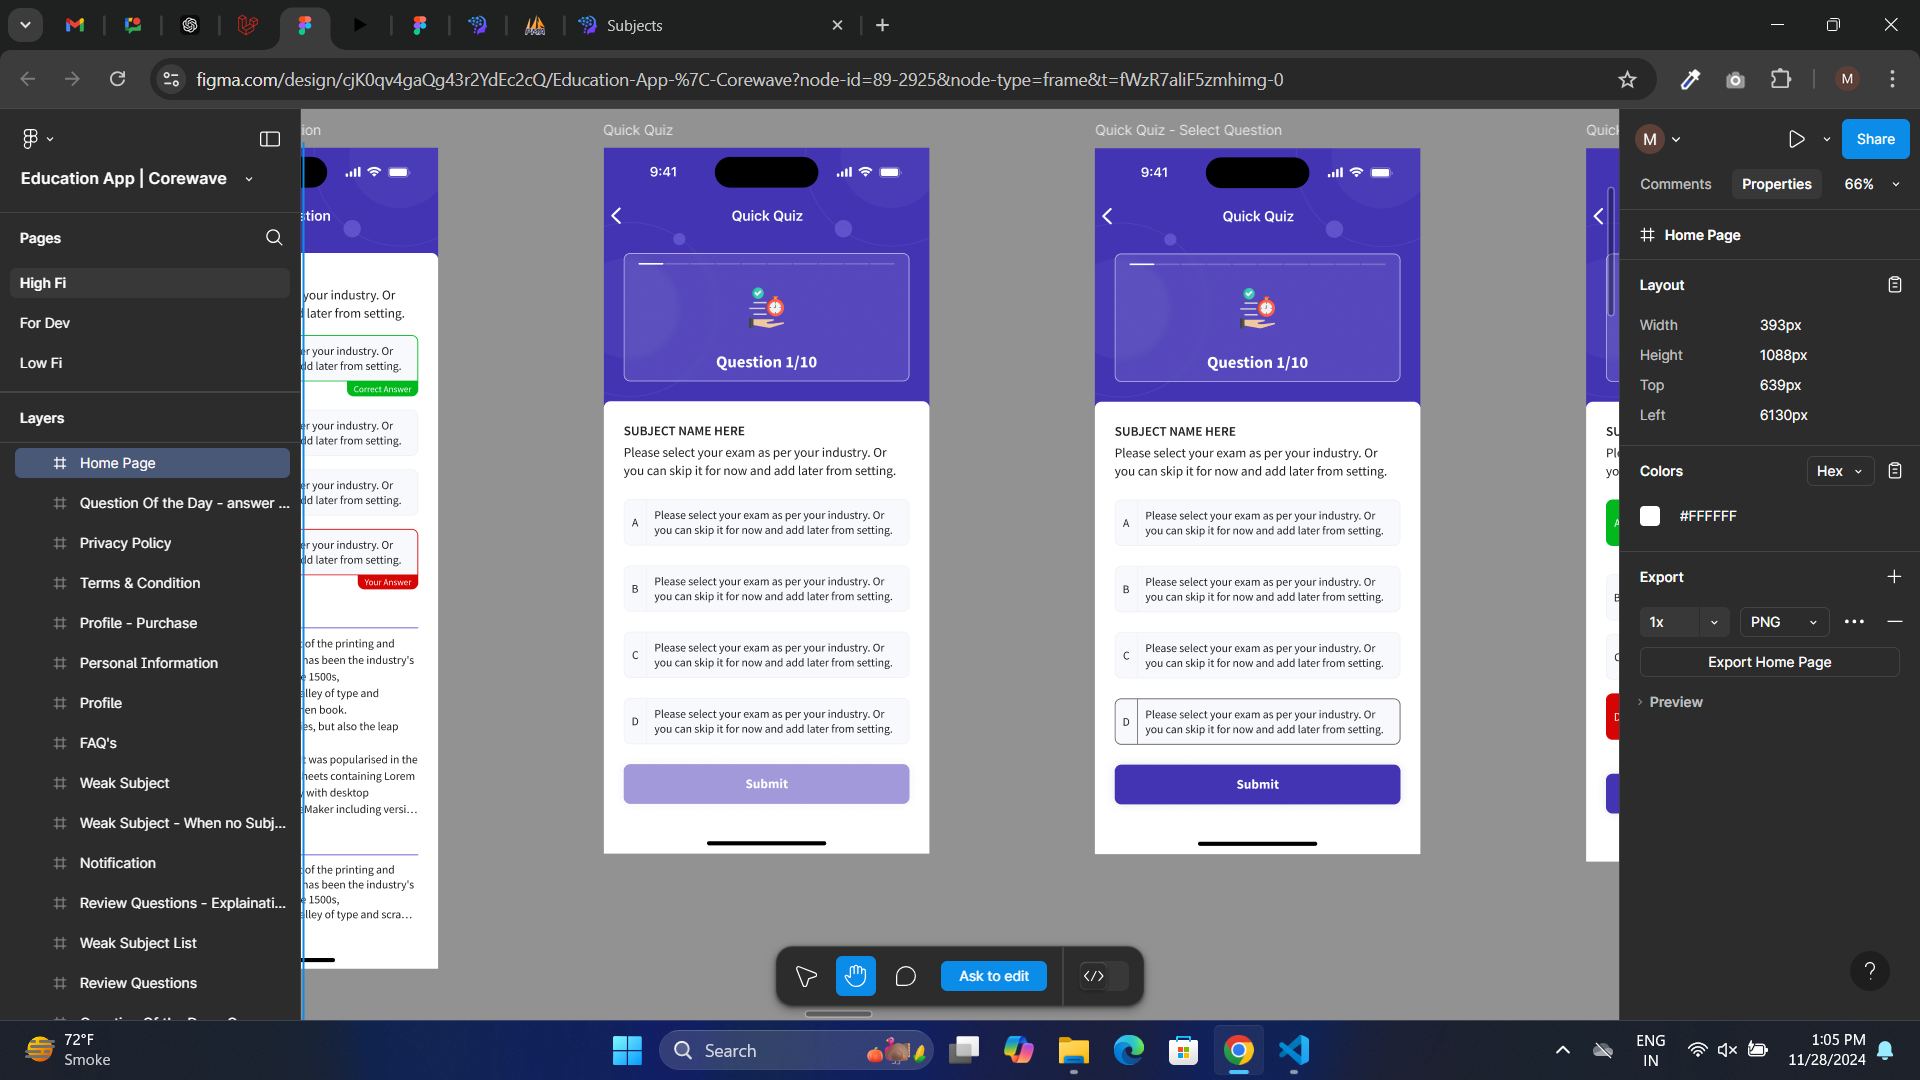 Subjects
figma.com/design/cjK0qv4gaQg43r2YdEc2cQ/Education-App-%7C-Corewave?node-id=89-2925&node-type=frame&t=fWzR7aliF5zmhimg-0
M
Education App | Corewave
Pages
High Fi
For Dev
Low Fi
Layers
Home Page
Question Of the Day - answer ...
Privacy Policy
Terms & Condition
Profile - Purchase
Personal Information
Profile
FAQ's
Weak Subject
Weak Subject - When no Subj...
Notification
Review Questions - Explainati...
Weak Subject List
Review Questions
ion
stion
your industry. Or
later from setting.
er your industry. Or
dd later from setting.
Correct Answer
er your industry. Or
dd later from setting.
er your industry. Or
dd later from setting.
er your industry. Or
dd later from setting.
Your Answer
of the printing and
has been the industry's
e 1500s,
lley of type and
en book.
es, but also the leap
was popularised in the
heets containing Lorem
y with desktop
Maker including versi...
of the printing and
has been the industry's
e 1500s,
lley of type and scra...
Quick Quiz
9:41
Quick Quiz
Question 1/10
SUBJECT NAME HERE
Please select your exam as per your industry. Or
you can skip it for now and add later from setting.
A
Please select your exam as per your industry. Or
you can skip it for now and add later from setting.
B
Please select your exam as per your industry. Or
you can skip it for now and add later from setting.
C
Please select your exam as per your industry. Or
you can skip it for now and add later from setting.
D
Please select your exam as per your industry. Or
you can skip it for now and add later from setting.
Submit
Quick Quiz - Select Question
9:41
Quick Quiz
Question 1/10
SUBJECT NAME HERE
Please select your exam as per your industry. Or
you can skip it for now and add later from setting.
A
Please select your exam as per your industry. Or
you can skip it for now and add later from setting.
B
Please select your exam as per your industry. Or
you can skip it for now and add later from setting.
C
Please select your exam as per your industry. Or
you can skip it for now and add later from setting.
D
Please select your exam as per your industry. Or
you can skip it for now and add later from setting.
Submit
Quick
SU
Ple
yo
Ask to edit
M
Share
Comments
Properties
66%
Home Page
Layout
Width 393px
Height 1088px
Top 639px
Left 6130px
Colors
Hex
#FFFFFF
Export
1x
PNG
Export Home Page
Preview
?
72°F
Smoke
Search
ENG
IN
1:05 PM
11/28/2024